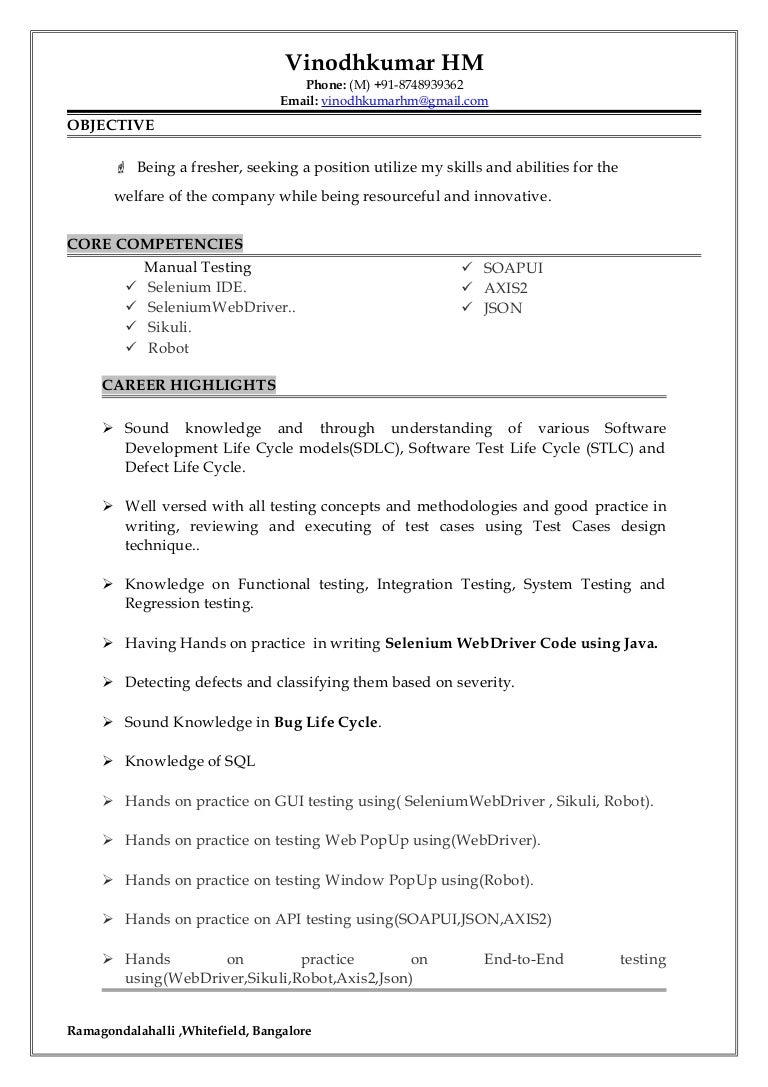 Vinodhkumar HM
Phone: (M) +91-8748939362
Email: vinodhkumarhm@gmail.com
OBJECTIVE
Being a fresher, seeking a position utilize my skills and abilities for the
welfare of the company while being resourceful and innovative.
CORE COMPETENCIES
Manual Testing
✓ Selenium IDE.
✓ SeleniumWebDriver..
✓ Sikuli.
✓ Robot
✓ SOAPUI
✓ AXIS2
✓ JSON
CAREER HIGHLIGHTS
➢ Sound knowledge and through understanding of various Software
Development Life Cycle models(SDLC), Software Test Life Cycle (STLC) and
Defect Life Cycle.
➢ Well versed with all testing concepts and methodologies and good practice in
writing, reviewing and executing of test cases using Test Cases design
technique..
➢ Knowledge on Functional testing, Integration Testing, System Testing and
Regression testing.
➢ Having Hands on practice in writing Selenium WebDriver Code using Java.
➢ Detecting defects and classifying them based on severity.
➢ Sound Knowledge in Bug Life Cycle.
➢ Knowledge of SQL
➢ Hands on practice on GUI testing using( SeleniumWebDriver , Sikuli, Robot).
➢ Hands on practice on testing Web PopUp using(WebDriver).
➢ Hands on practice on testing Window PopUp using(Robot).
➢ Hands on practice on API testing using(SOAPUI,JSON,AXIS2)
➢ Hands on practice on End-to-End testing
using(WebDriver,Sikuli,Robot,Axis2,Json)
Ramagondalahalli ,Whitefield, Bangalore